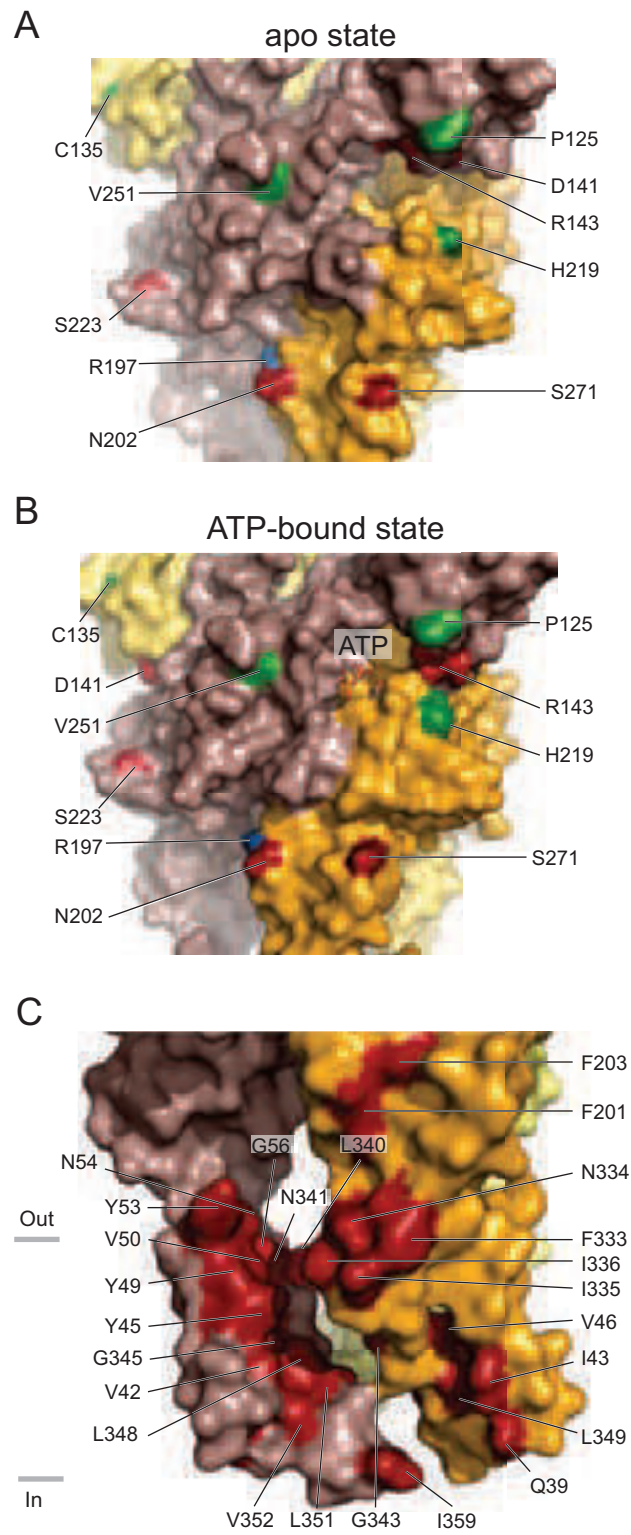 A
apo state
C135
P125
D141
V251
R143
H219
S223
R197
S271
N202
B
ATP-bound state
C135
P125
ATP
D141
R143
V251
H219
S223
R197
S271
N202
C
F203
F201
G56
L340
N54
N334
N341
Y53
Out
V50
F333
I336
Y49
I335
Y45
V46
G345
I43
V42
L348
L349
Q39
In
V352
L351
G343
I359